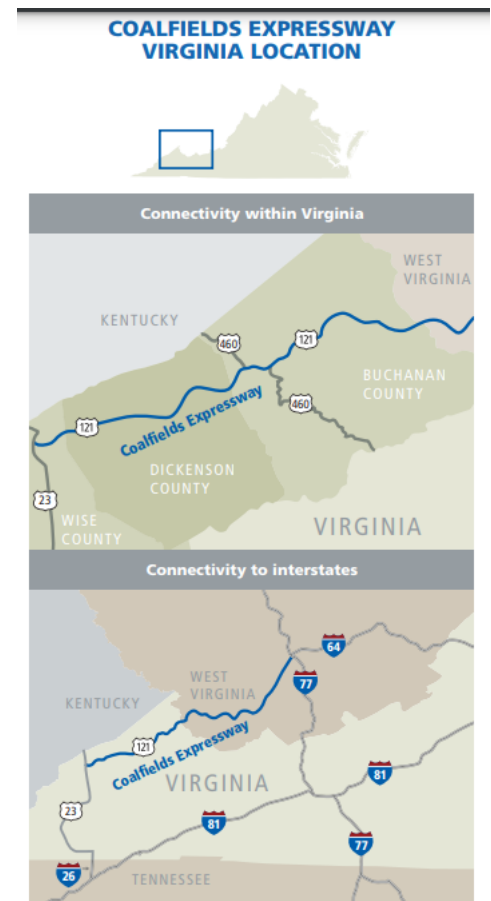 COALFIELDS EXPRESSWAY
VIRGINIA LOCATION
Connectivity within Virginia
WEST
VIRGINIA
KENTUCKY
460
121
BUCHANAN
COUNTY
460
121
Coalfields Expressway
DICKENSON
COUNTY
23
WISE
COUNTY
VIRGINIA
Connectivity to interstates
64
WEST
VIRGINIA
77
KENTUCKY
121
Coalfields Expressway
81
VIRGINIA
23
81
77
26
TENNESSEE